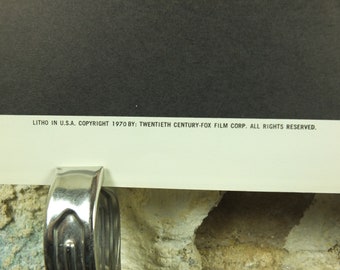 LITHO IN U.S.A. COPYRIGHT 1970 BY: TWENTIETH CENTURY-FOX FILM CORP. ALL RIGHTS RESERVED.